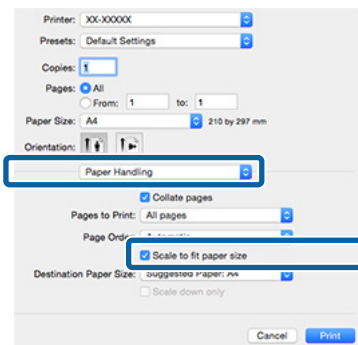 Printer: XX-XXXXX
Presets: Default Settings
Copies: 1
Pages: All
From: 1 to: 1
Paper Size: A4 210 by 297 mm
Orientation:
Paper Handling
Collate pages
Pages to Print: All pages
Page Order: Automatic
Scale to fit paper size
Destination Paper Size: Suggested Paper: A4
Scale down only
Cancel Print